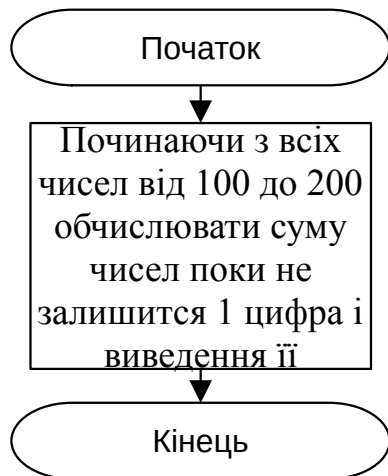 Початок
Починаючи з всіх
чисел від 100 до 200
обчислювати суму
чисел поки не
залишится 1 цифра і
виведення її
Кінець